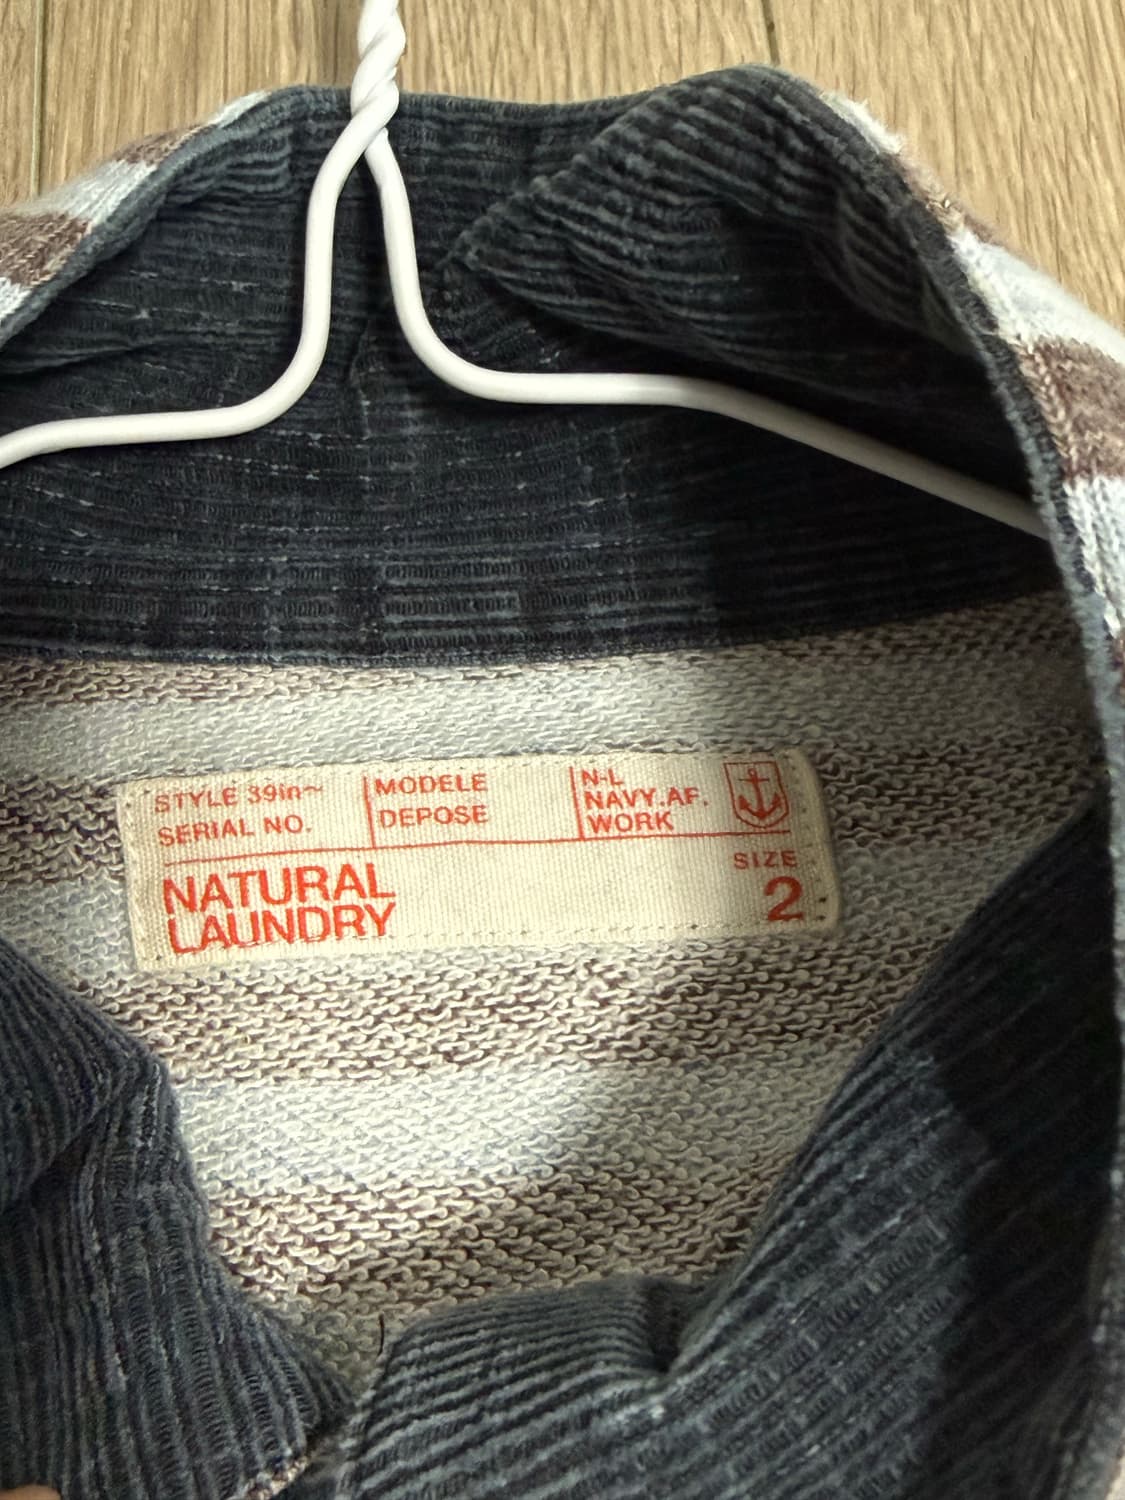 STYLE 39in~
SERIAL NO.
MODELE
DEPOSE
N-L
NAVY.AF.
WORK
NATURAL
LAUNDRY
SIZE
2